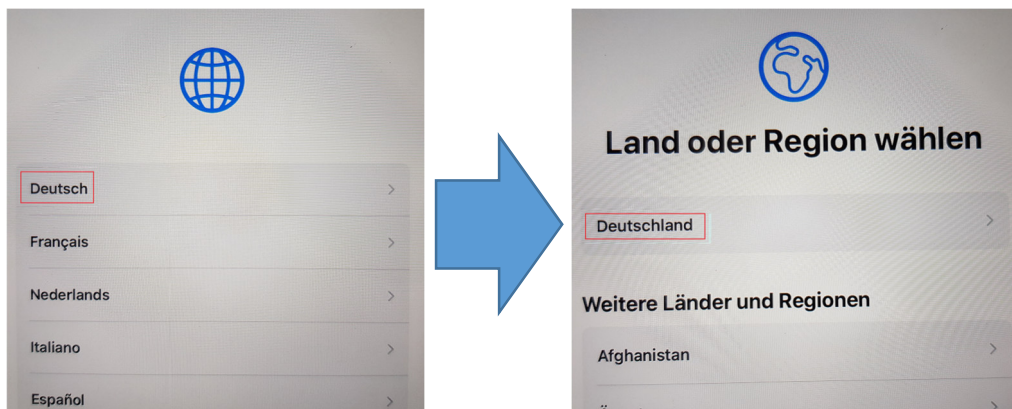 Deutsch
Français
Nederlands
Italiano
Español
Land oder Region wählen
Deutschland
Weitere Länder und Regionen
Afghanistan